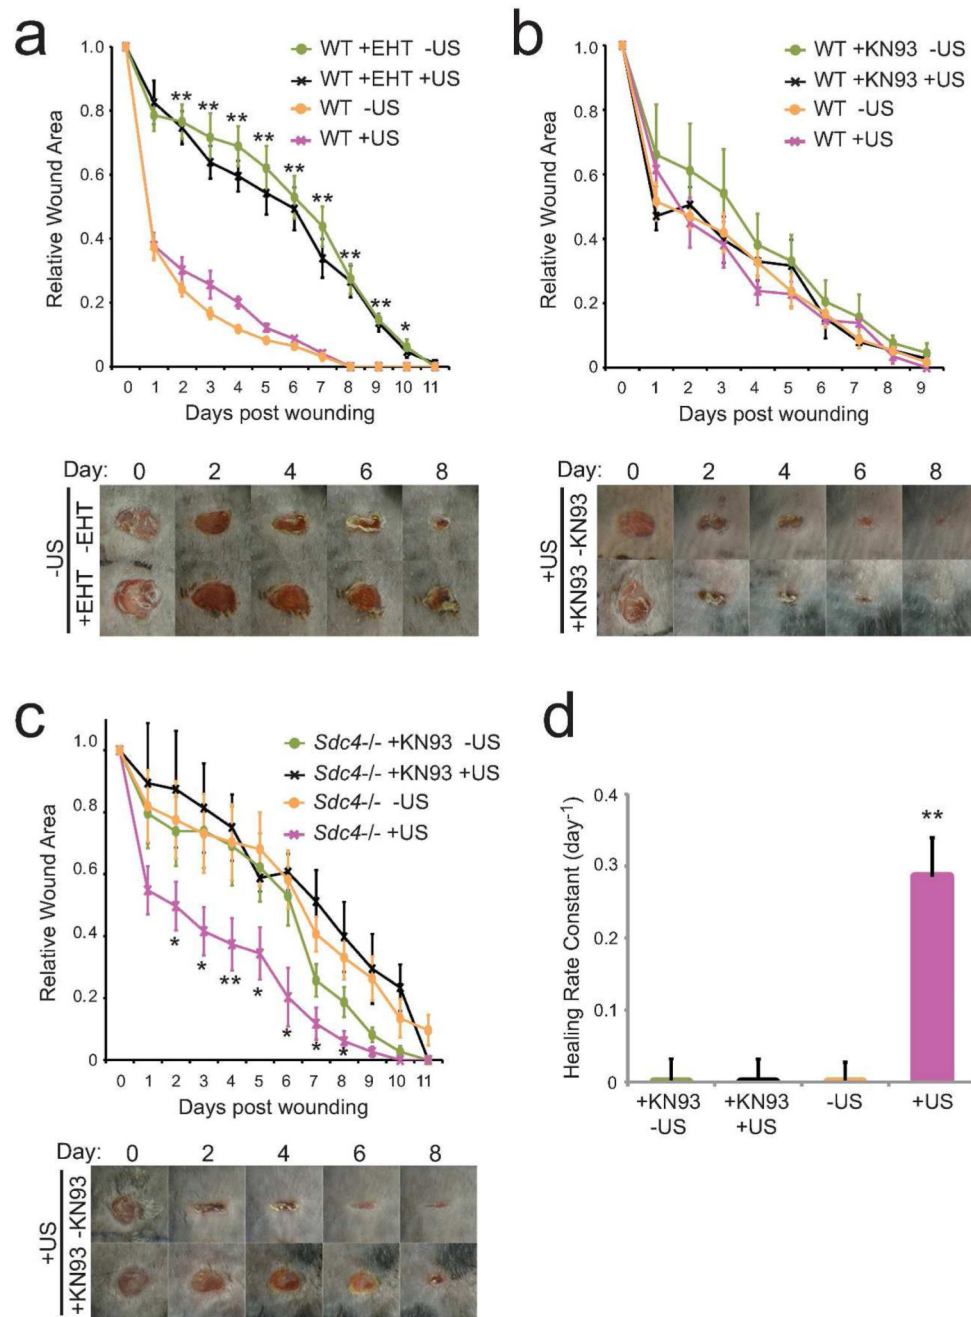 a
WT +EHT -US
WT +EHT +US
WT -US
WT +US
Relative Wound Area
1.0
0.8
0.6
0.4
0.2
0
** ** ** ** ** ** ** ** *
0 1 2 3 4 5 6 7 8 9 10 11
Days post wounding
Day: 0 2 4 6 8
-US
-EHT
+EHT
b
WT +KN93 -US
WT +KN93 +US
WT -US
WT +US
Relative Wound Area
1.0
0.8
0.6
0.4
0.2
0
0 1 2 3 4 5 6 7 8 9
Days post wounding
Day: 0 2 4 6 8
+US
-KN93
+KN93
c
Sdc4-/- +KN93 -US
Sdc4-/- +KN93 +US
Sdc4-/- -US
Sdc4-/- +US
Relative Wound Area
1.0
0.8
0.6
0.4
0.2
0
* * ** * * * *
0 1 2 3 4 5 6 7 8 9 10 11
Days post wounding
Day: 0 2 4 6 8
+US
-KN93
+KN93
d
Healing Rate Constant (day-1)
0.4
0.3
0.2
0.1
0
**
+KN93 +KN93 -US +US
-US +US